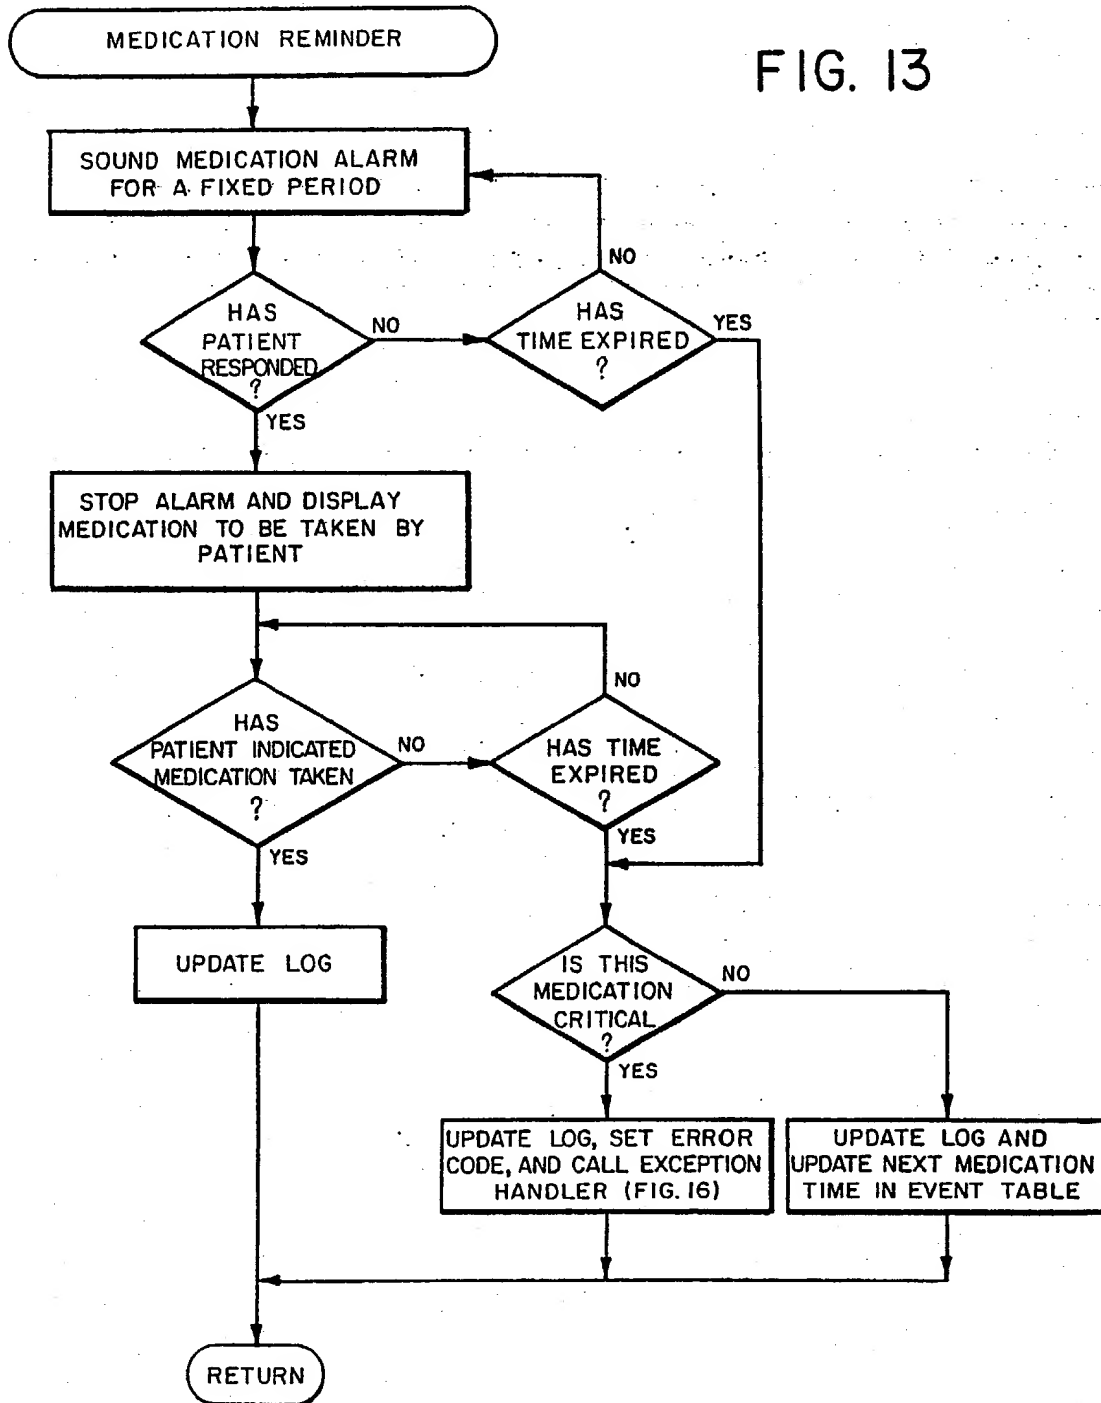 MEDICATION REMINDER
FIG. 13
SOUND MEDICATION ALARM
FOR A FIXED PERIOD
NO
HAS
PATIENT
RESPONDED
?
NO
HAS
TIME EXPIRED
?
YES
YES
STOP ALARM AND DISPLAY
MEDICATION TO BE TAKEN BY
PATIENT
NO
HAS
PATIENT INDICATED
MEDICATION TAKEN
?
NO
HAS TIME
EXPIRED
?
YES
YES
UPDATE LOG
IS THIS
MEDICATION
CRITICAL
?
NO
YES
UPDATE LOG, SET ERROR
CODE, AND CALL EXCEPTION
HANDLER (FIG. 16)
UPDATE LOG AND
UPDATE NEXT MEDICATION
TIME IN EVENT TABLE
RETURN